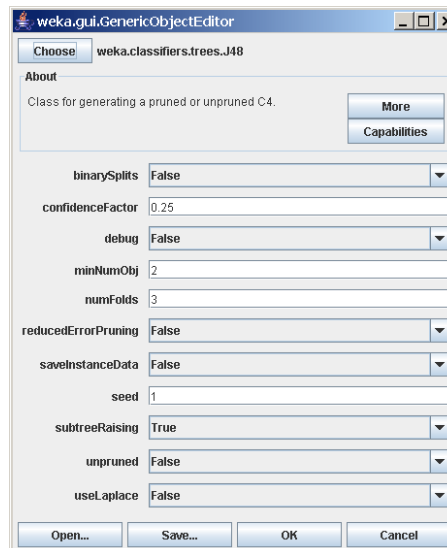 weka.gui.GenericObjectEditor
Choose weka.classifiers.trees.J48
About
Class for generating a pruned or unpruned C4.
More
Capabilities
binarySplits False
confidenceFactor 0.25
debug False
minNumObj 2
numFolds 3
reducedErrorPruning False
saveInstanceData False
seed 1
subtreeRaising True
unpruned False
useLaplace False
Open... Save... OK Cancel